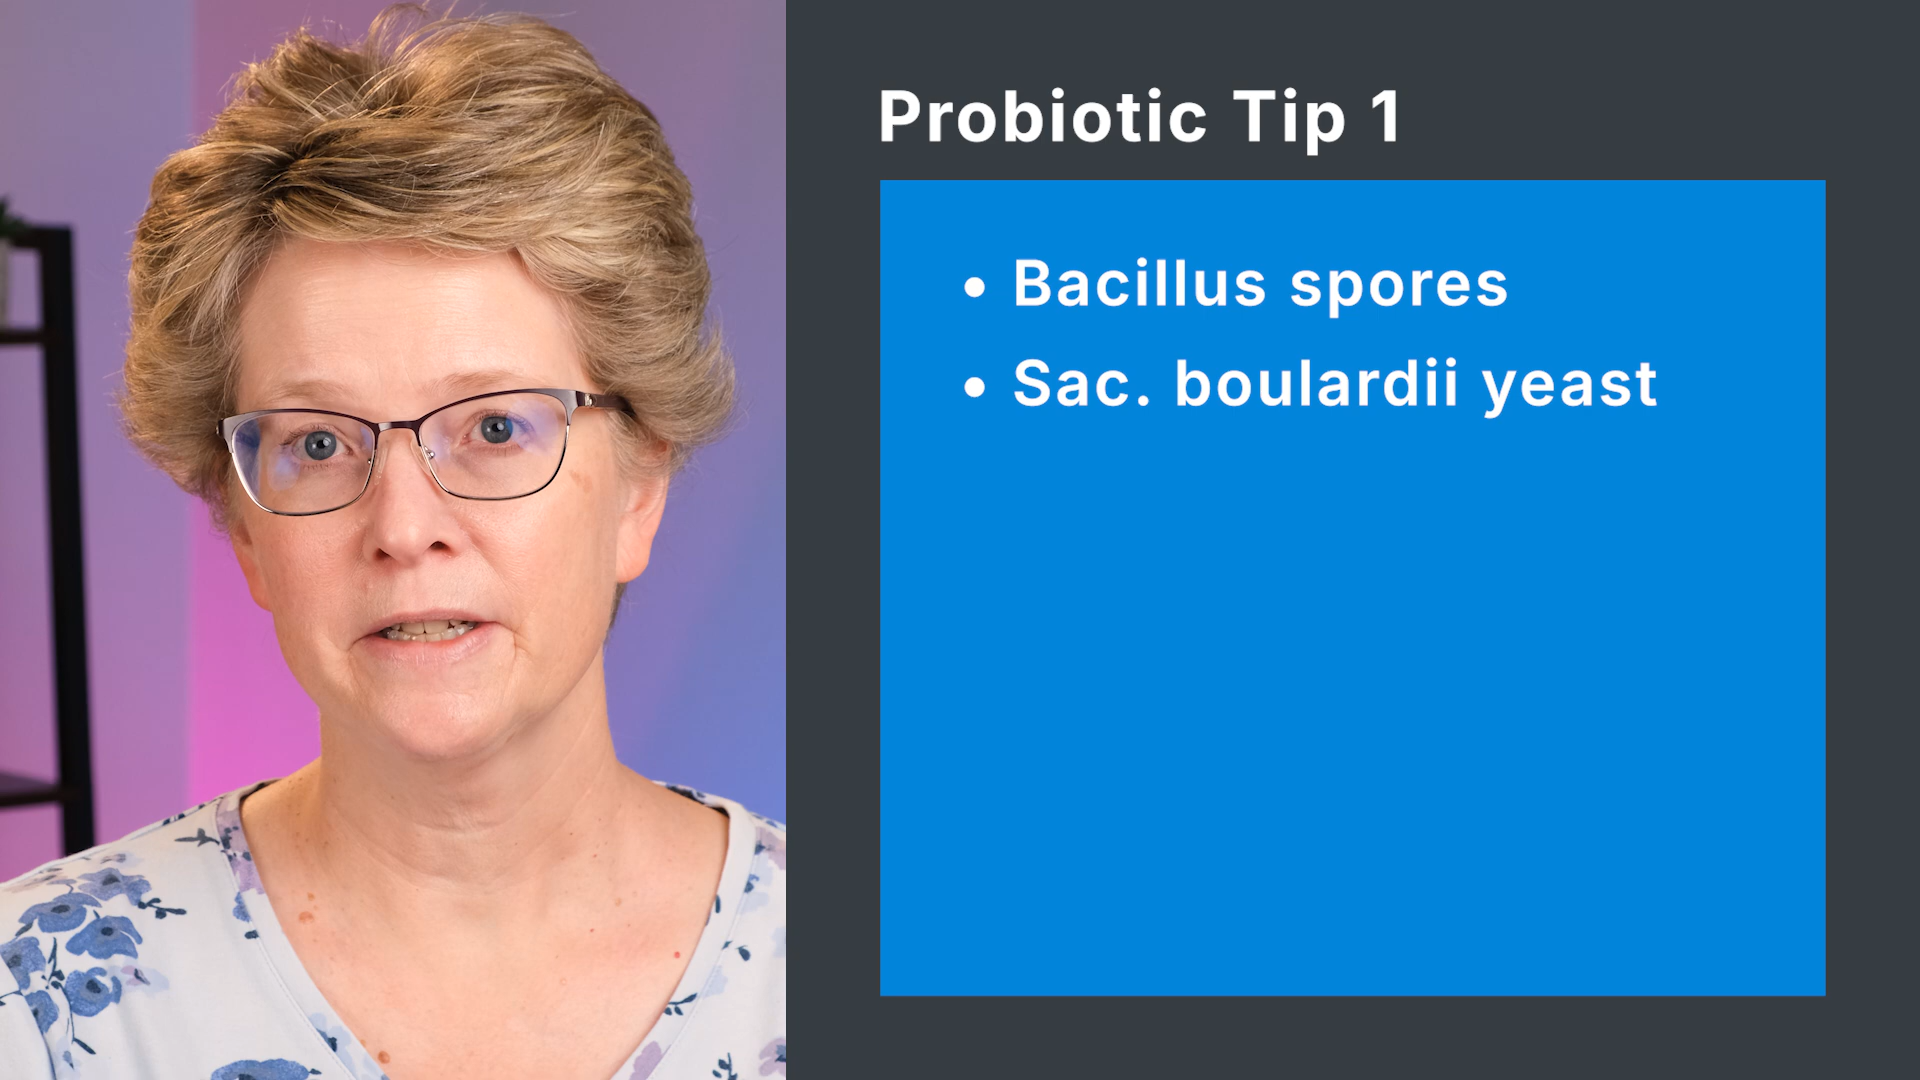 Probiotic Tip 1
• Bacillus spores
• Sac. boulardii yeast